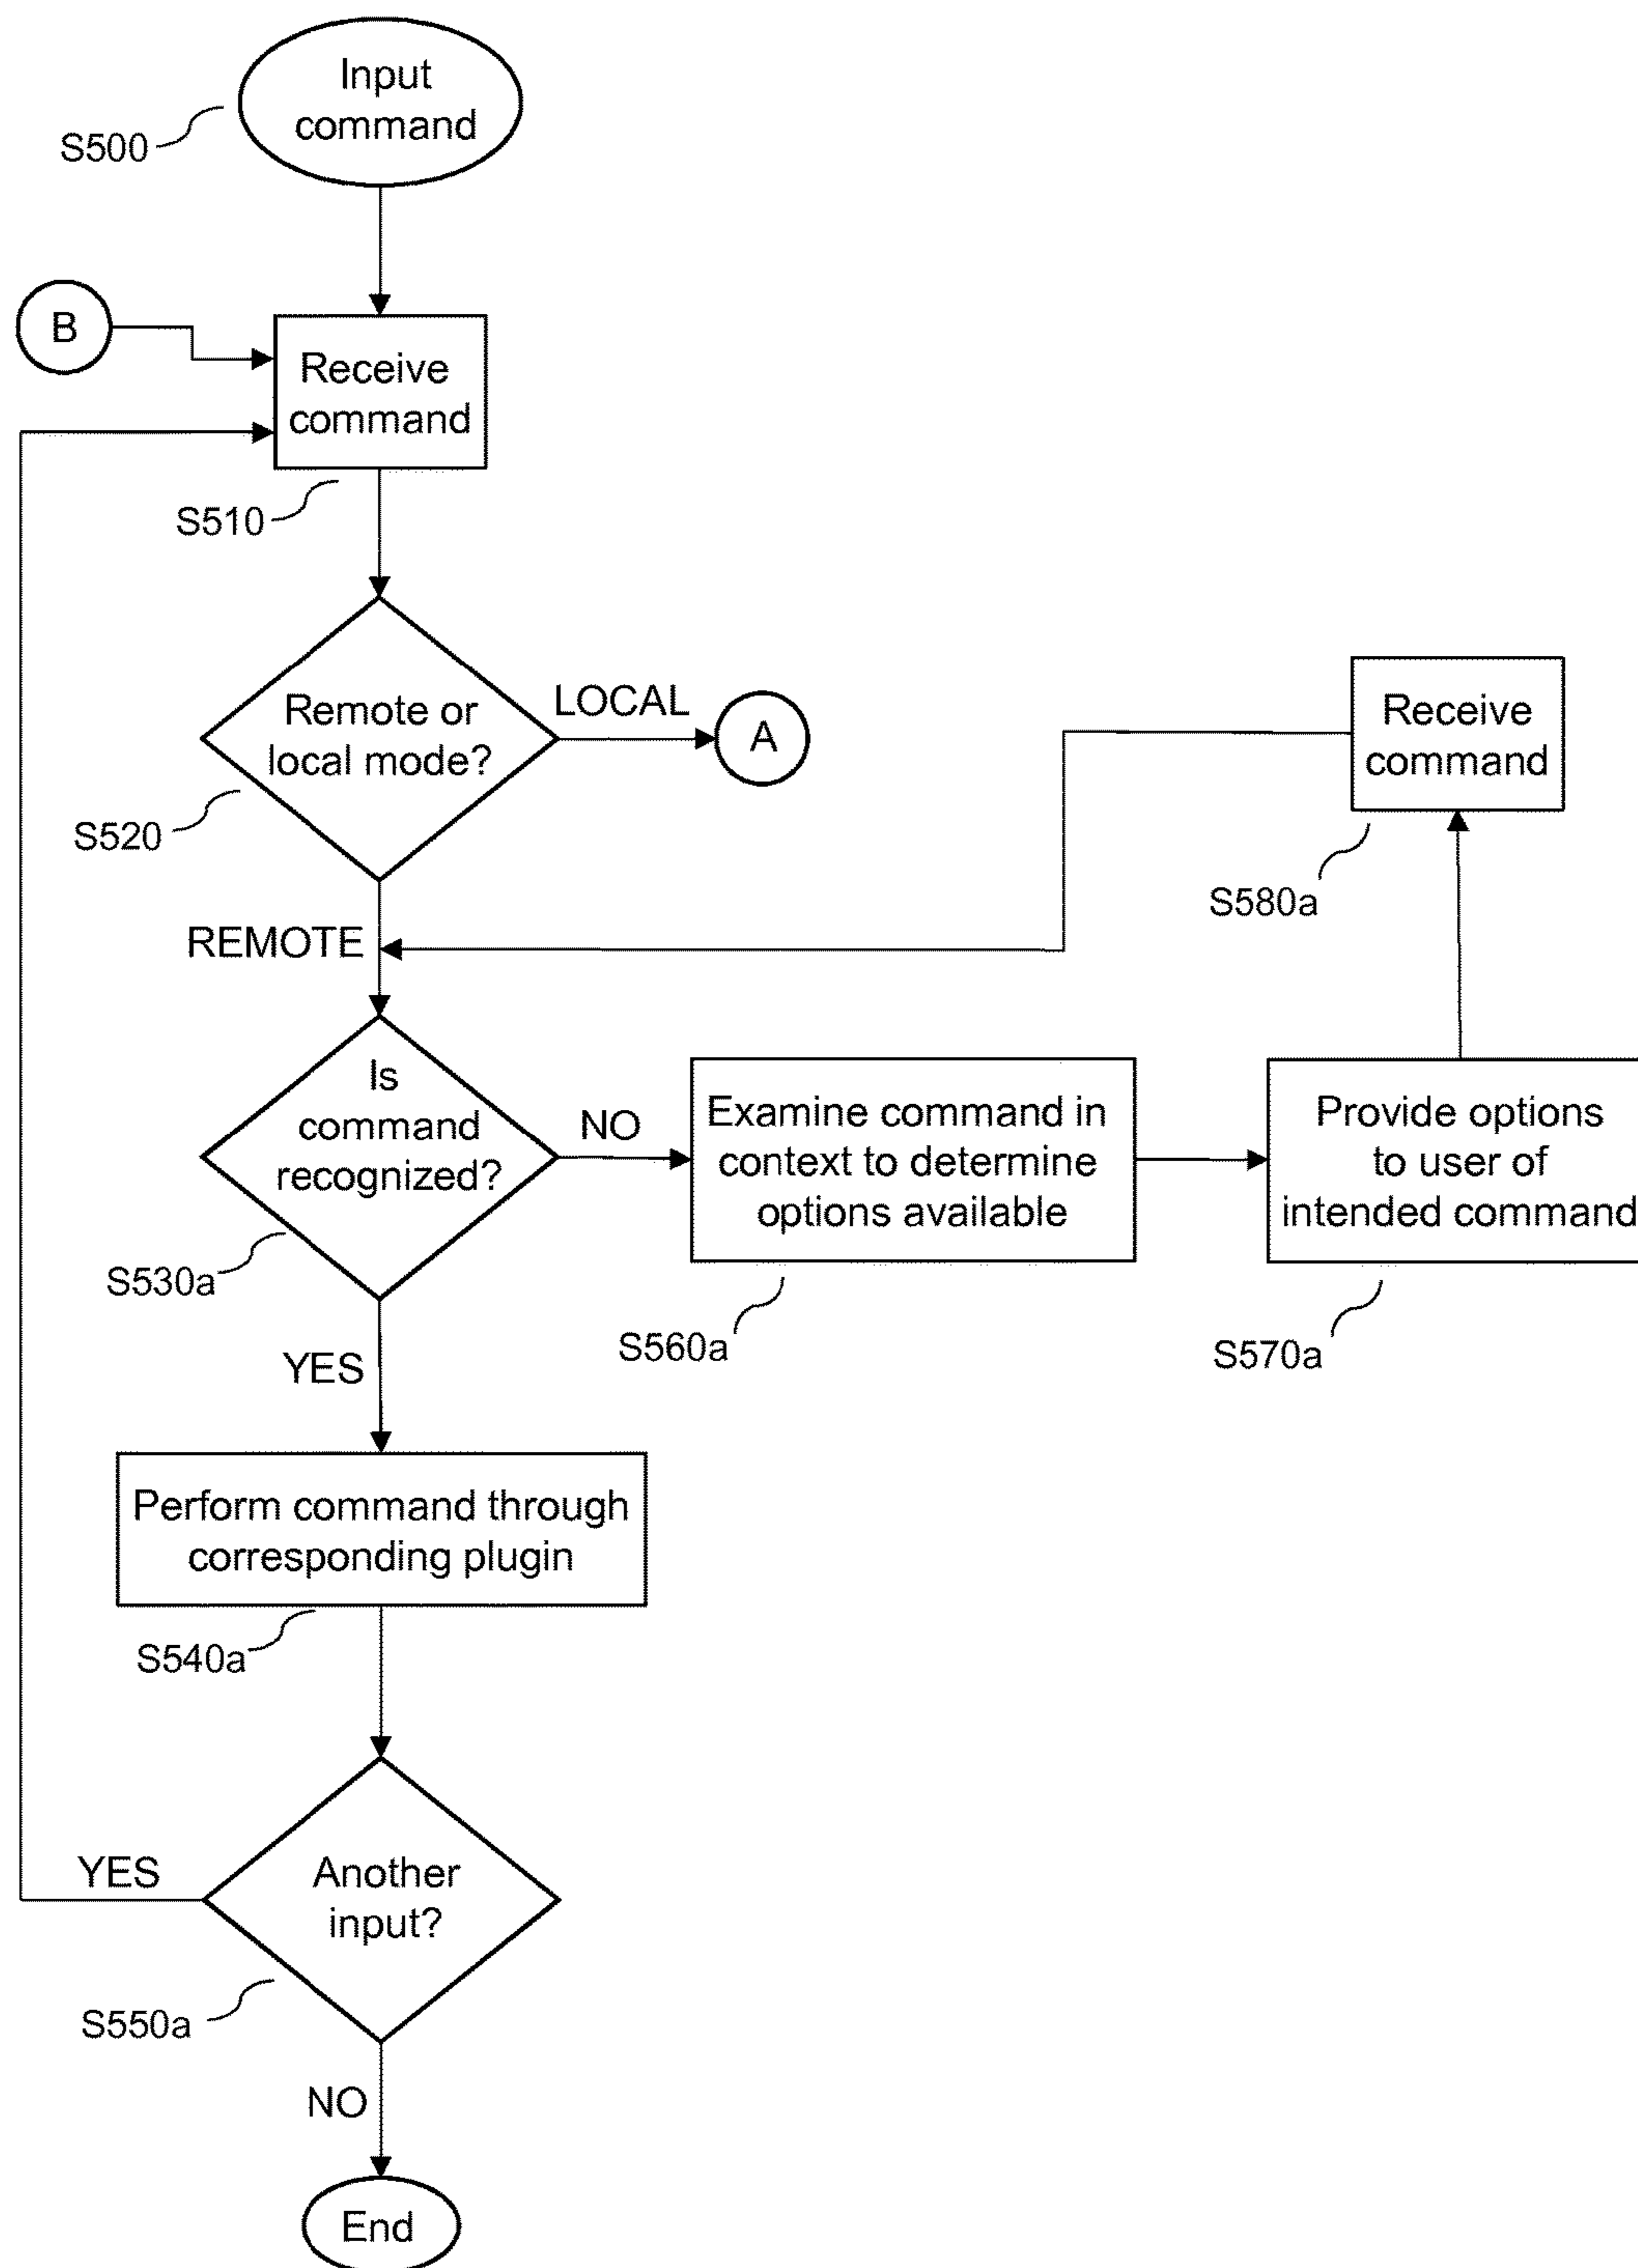 Input
command
S500
B
Receive
command
S510
Remote or
local mode?
LOCAL
A
S520
Receive
command
S580a
REMOTE
Is
command
recognized?
NO
Examine command in
context to determine
options available
Provide options
to user of
intended command
S530a
S560a
S570a
YES
Perform command through
corresponding plugin
S540a
YES
Another
input?
S550a
NO
End